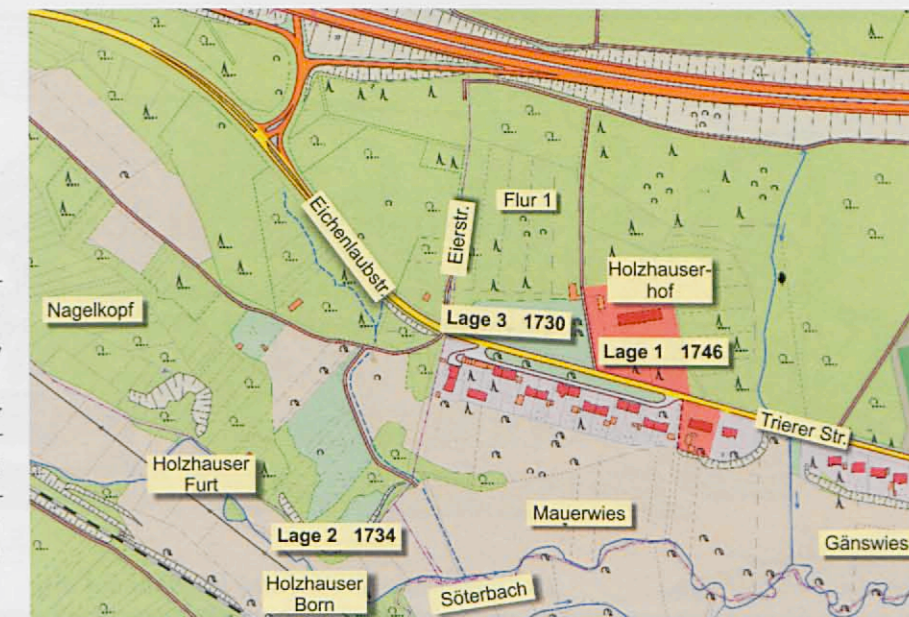 Eichenlaubstr.
Eierstr.
Flur 1
Holzhauser-
hof
Nagelkopf
Lage 3 1730
Lage 1 1746
Trierer Str.
Holzhauser
Furt
Mauerwies
Gänswies
Lage 2 1734
Holzhauser
Born
Söterbach